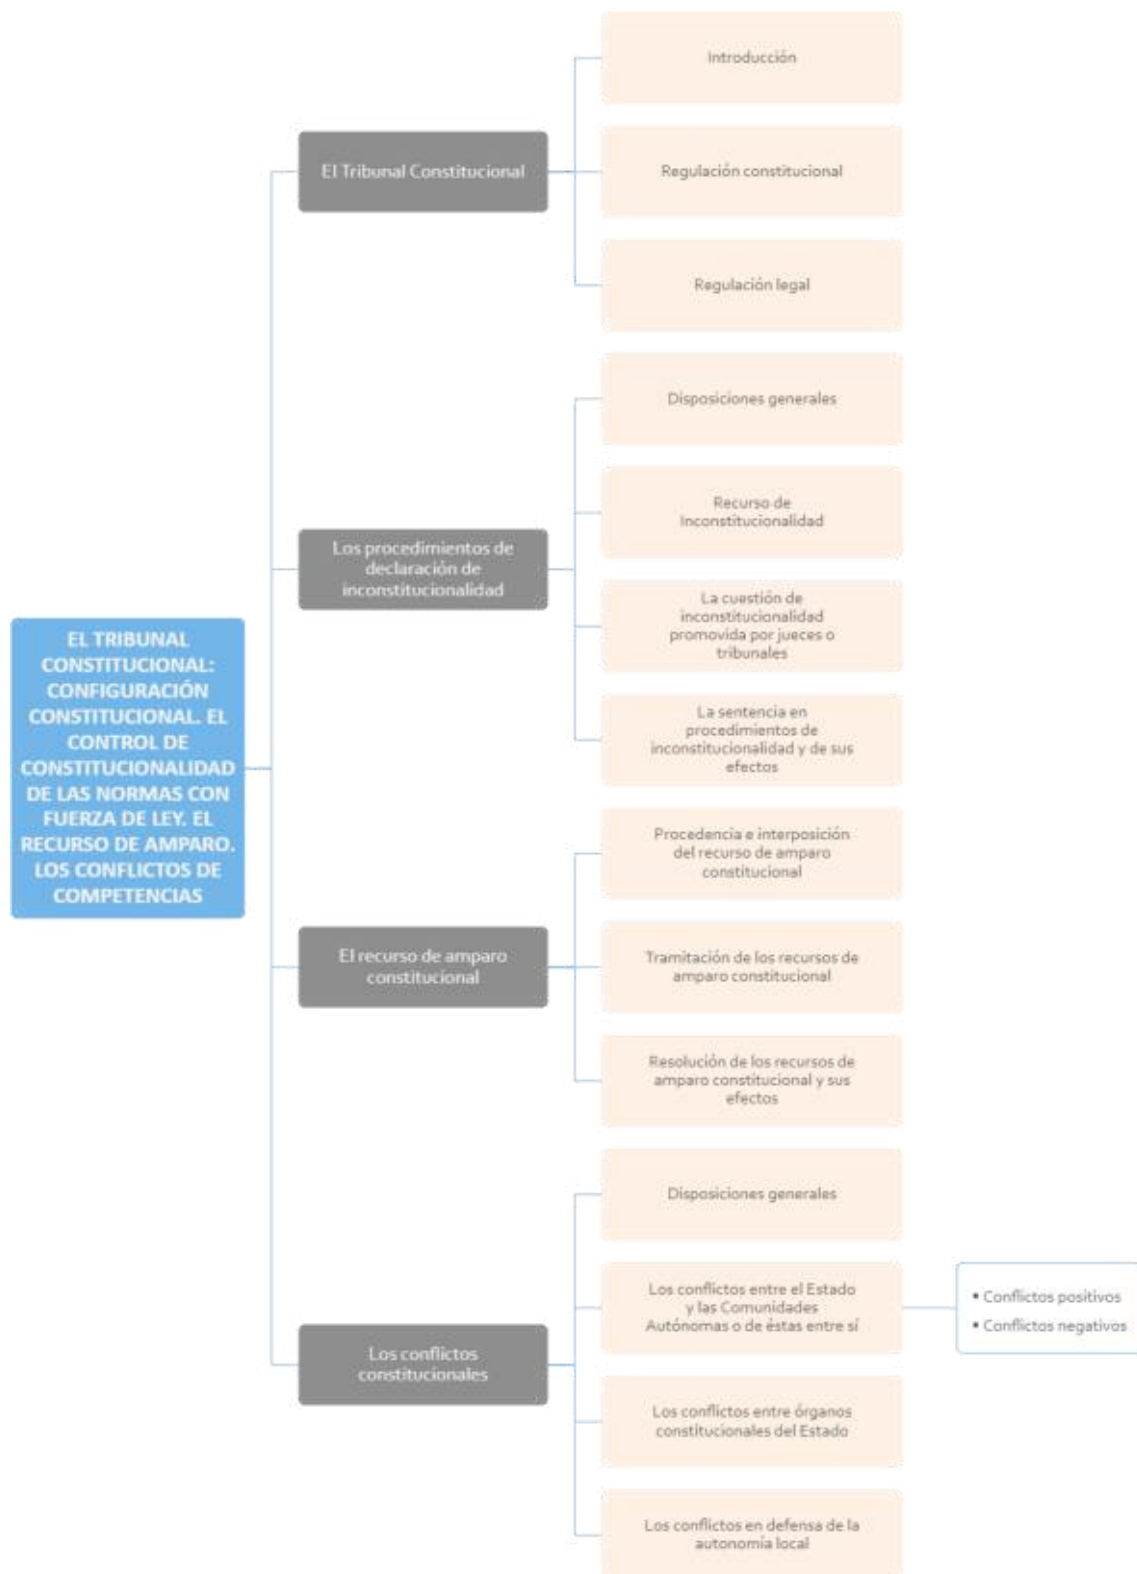 EL TRIBUNAL
CONSTITUCIONAL:
CONFIGURACIÓN
CONSTITUCIONAL. EL
CONTROL DE
CONSTITUCIONALIDAD
DE LAS NORMAS CON
FUERZA DE LEY. EL
RECURSO DE AMPARO.
LOS CONFLICTOS DE
COMPETENCIAS
El Tribunal Constitucional
Introducción
Regulación constitucional
Regulación legal
Los procedimientos de
declaración de
inconstitucionalidad
Disposiciones generales
Recurso de
Inconstitucionalidad
La cuestión de
inconstitucionalidad
promovida por jueces o
tribunales
La sentencia en
procedimientos de
inconstitucionalidad y de sus
efectos
El recurso de amparo
constitucional
Procedencia e interposición
del recurso de amparo
constitucional
Tramitación de los recursos de
amparo constitucional
Resolución de los recursos de
amparo constitucional y sus
efectos
Los conflictos
constitucionales
Disposiciones generales
Los conflictos entre el Estado
y las Comunidades
Autónomas o de éstas entre sí
▪ Conflictos positivos
▪ Conflictos negativos
Los conflictos entre órganos
constitucionales del Estado
Los conflictos en defensa de la
autonomía local